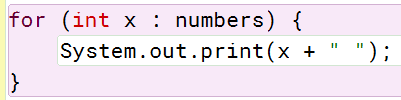 for (int x : numbers) {
System.out.print(x + " ");
}